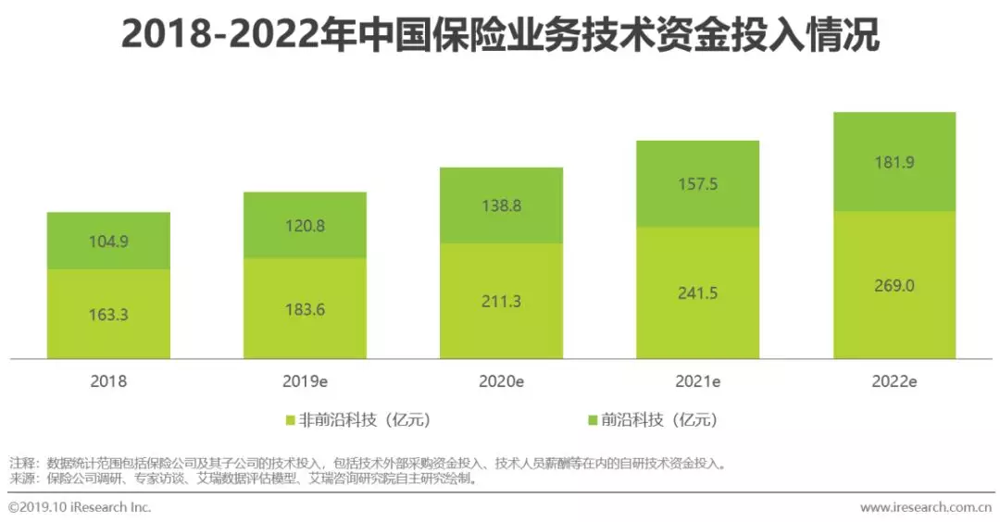 2018-2022年中国保险业务技术资金投入情况
181.9
157.5
138.8
120.8
104.9
269.0
241.5
211.3
183.6
163.3
2018 2019e 2020e 2021e 2022e
非前沿科技（亿元） 前沿科技（亿元）
注释：数据统计范围包括保险公司及其子公司的技术投入，包括技术外部采购资金投入、技术人员薪酬等在内的自研技术资金投入。
来源：保险公司调研、专家访谈、艾瑞数据评估模型、艾瑞咨询研究院自主研究绘制。
©2019.10 iResearch Inc. www.iresearch.com.cn